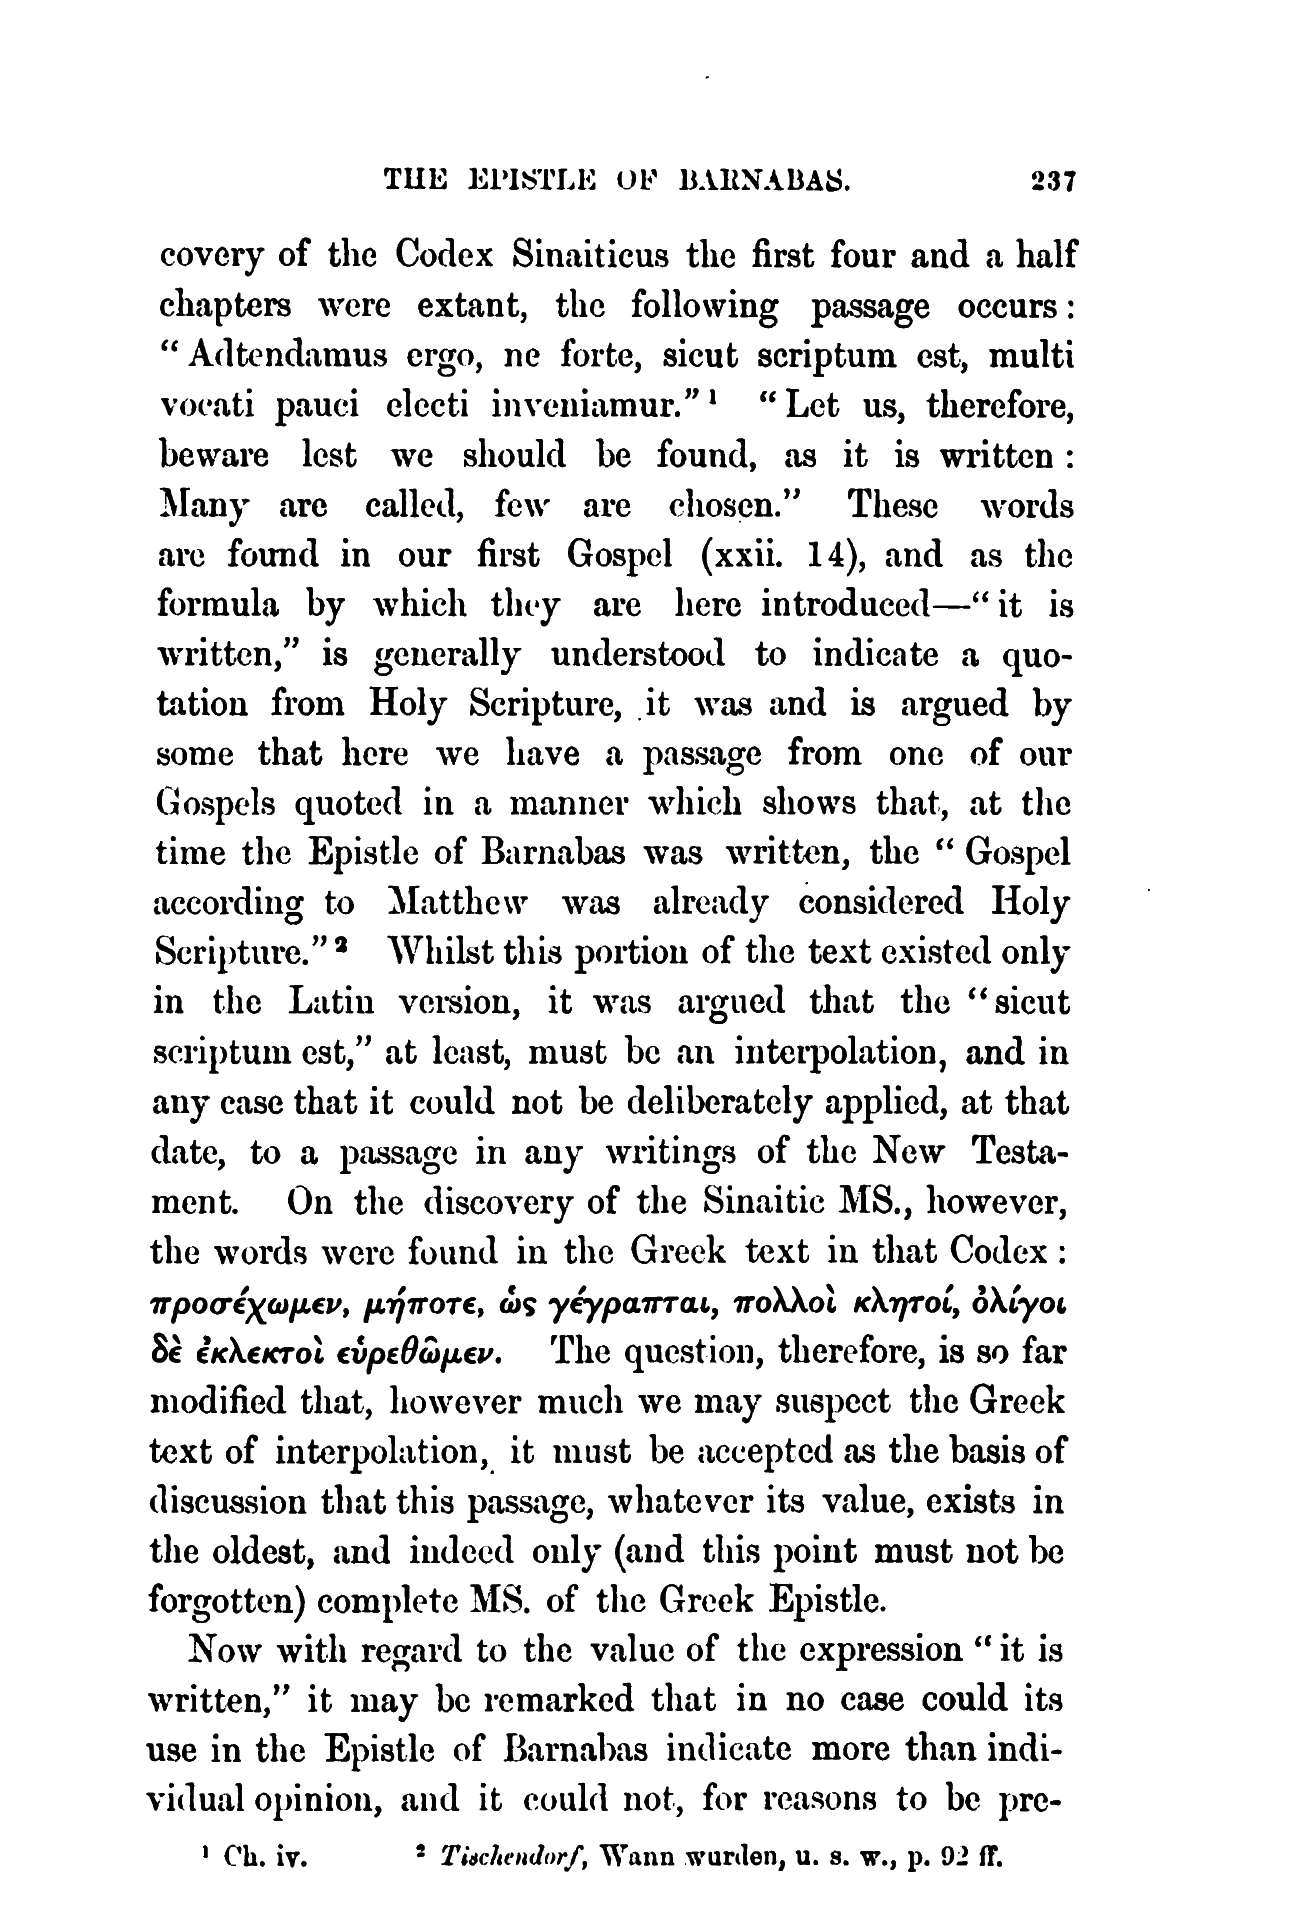 THE EPISTLE OF BARNABAS. 237
covery of the Codex Sinaiticus the first four and a half
chapters were extant, the following passage occurs:
“Adtendamus ergo, ne forte, sicut scriptum est, multi
vocati pauci electi inveniamur.”¹ “Let us, therefore,
beware lest we should be found, as it is written:
Many are called, few are chosen.” These words
are found in our first Gospel (xxii. 14), and as the
formula by which they are here introduced—“it is
written,” is generally understood to indicate a quo-
tation from Holy Scripture, it was and is argued by
some that here we have a passage from one of our
Gospels quoted in a manner which shows that, at the
time the Epistle of Barnabas was written, the “Gospel
according to Matthew was already considered Holy
Scripture.”² Whilst this portion of the text existed only
in the Latin version, it was argued that the “sicut
scriptum est,” at least, must be an interpolation, and in
any case that it could not be deliberately applied, at that
date, to a passage in any writings of the New Testa-
ment. On the discovery of the Sinaitic MS., however,
the words were found in the Greek text in that Codex:
προσέχωμεν, μήποτε, ὡς γέγραπται, πολλοὶ κλητοί, ὀλίγοι
δὲ ἐκλεκτοὶ εὑρεθῶμεν. The question, therefore, is so far
modified that, however much we may suspect the Greek
text of interpolation, it must be accepted as the basis of
discussion that this passage, whatever its value, exists in
the oldest, and indeed only (and this point must not be
forgotten) complete MS. of the Greek Epistle.
Now with regard to the value of the expression “it is
written,” it may be remarked that in no case could its
use in the Epistle of Barnabas indicate more than indi-
vidual opinion, and it could not, for reasons to be pre-
¹ Ch. iv. ² Tischendorf, Wann wurden, u. s. w., p. 92 ff.